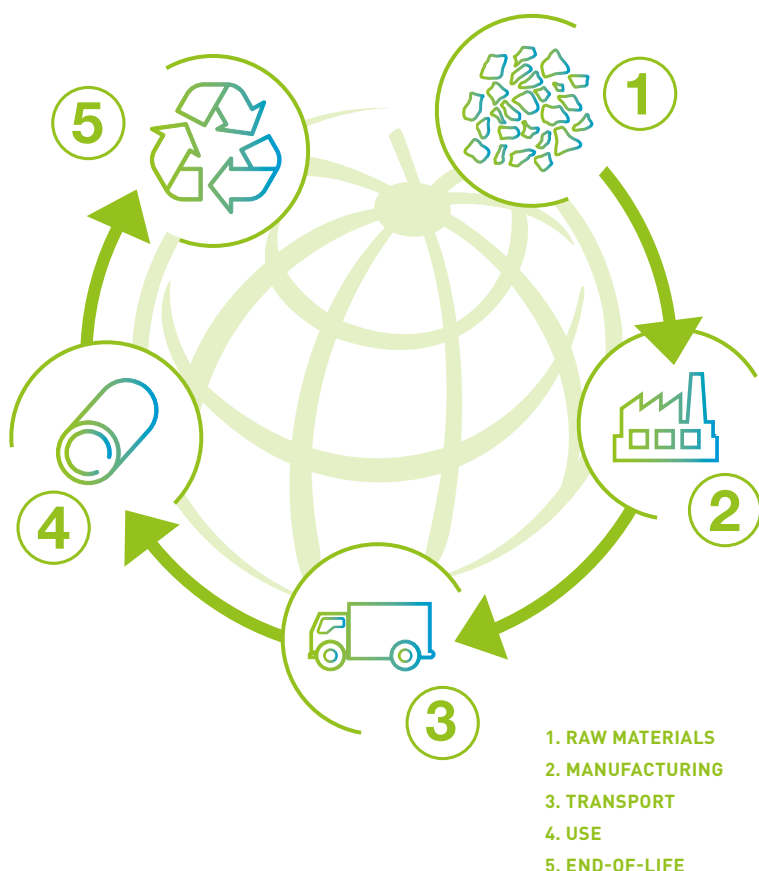 1
5
2
4
3
1. RAW MATERIALS
2. MANUFACTURING
3. TRANSPORT
4. USE
5. END-OF-LIFE